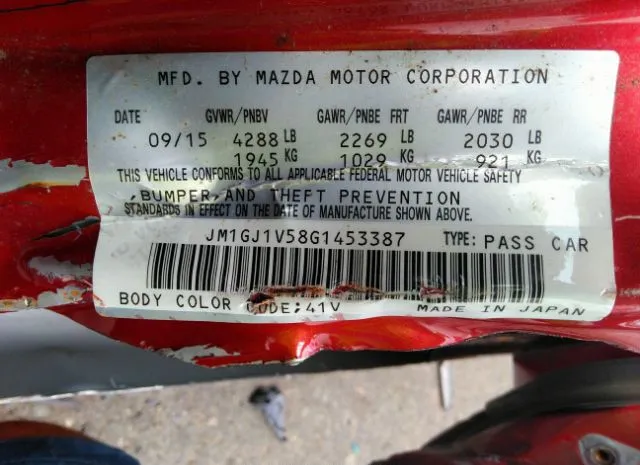 MFD. BY MAZDA MOTOR CORPORATION
DATE GVWR/PNBV GAWR/PNBE FRT GAWR/PNBE RR
09/15 4288 LB 2269 LB 2030 LB
1945 KG 1029 KG 921 KG
THIS VEHICLE CONFORMS TO ALL APPLICABLE FEDERAL MOTOR VEHICLE SAFETY
,BUMPER,AND THEFT PREVENTION
STANDARDS IN EFFECT ON THE DATE OF MANUFACTURE SHOWN ABOVE.
JM1GJ1V58G1453387 TYPE: PASS CAR
BODY COLOR CODE:41V MADE IN JAPAN